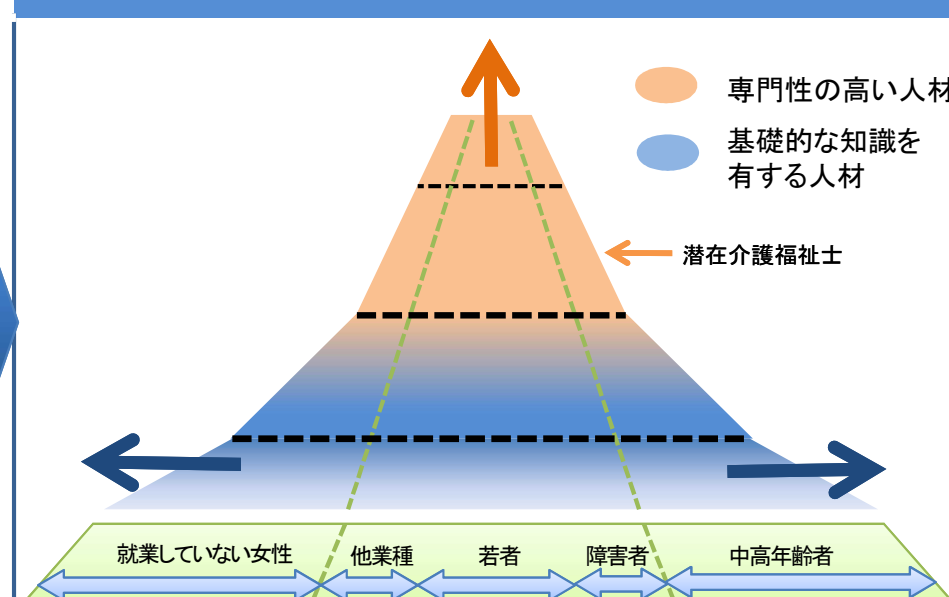 専門性の高い人材
基礎的な知識を
有する人材
潜在介護福祉士
就業していない女性
他業種
若者
障害者
中高年齢者